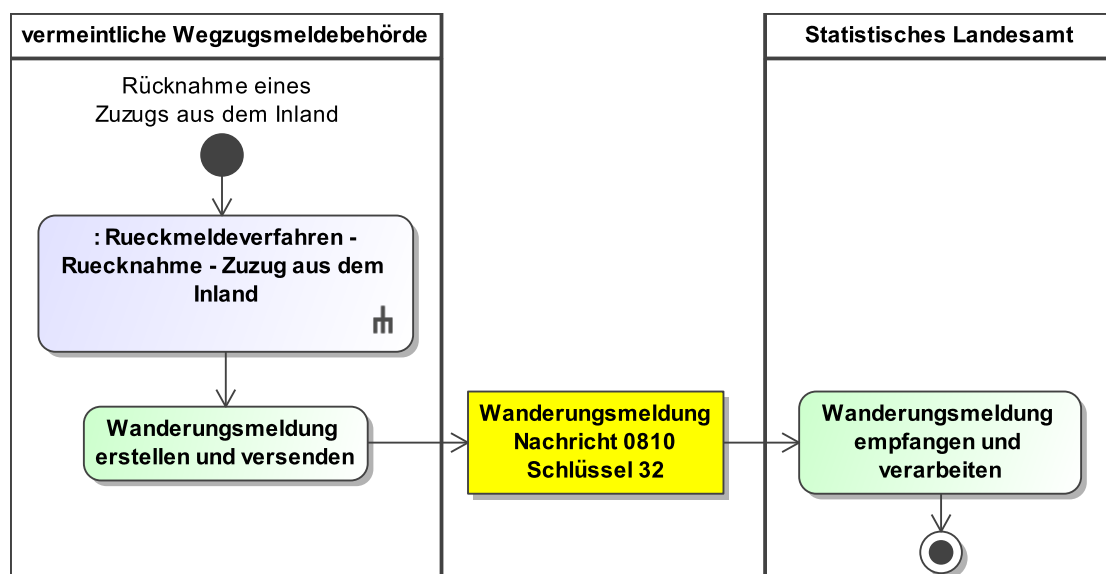 vermeintliche Wegzugsmeldebehörde
Statistisches Landesamt
Rücknahme eines
Zuzugs aus dem Inland
: Rueckmeldeverfahren -
Ruecknahme - Zuzug aus dem
Inland
Wanderungsmeldung
erstellen und versenden
Wanderungsmeldung
Nachricht 0810
Schlüssel 32
Wanderungsmeldung
empfangen und
verarbeiten